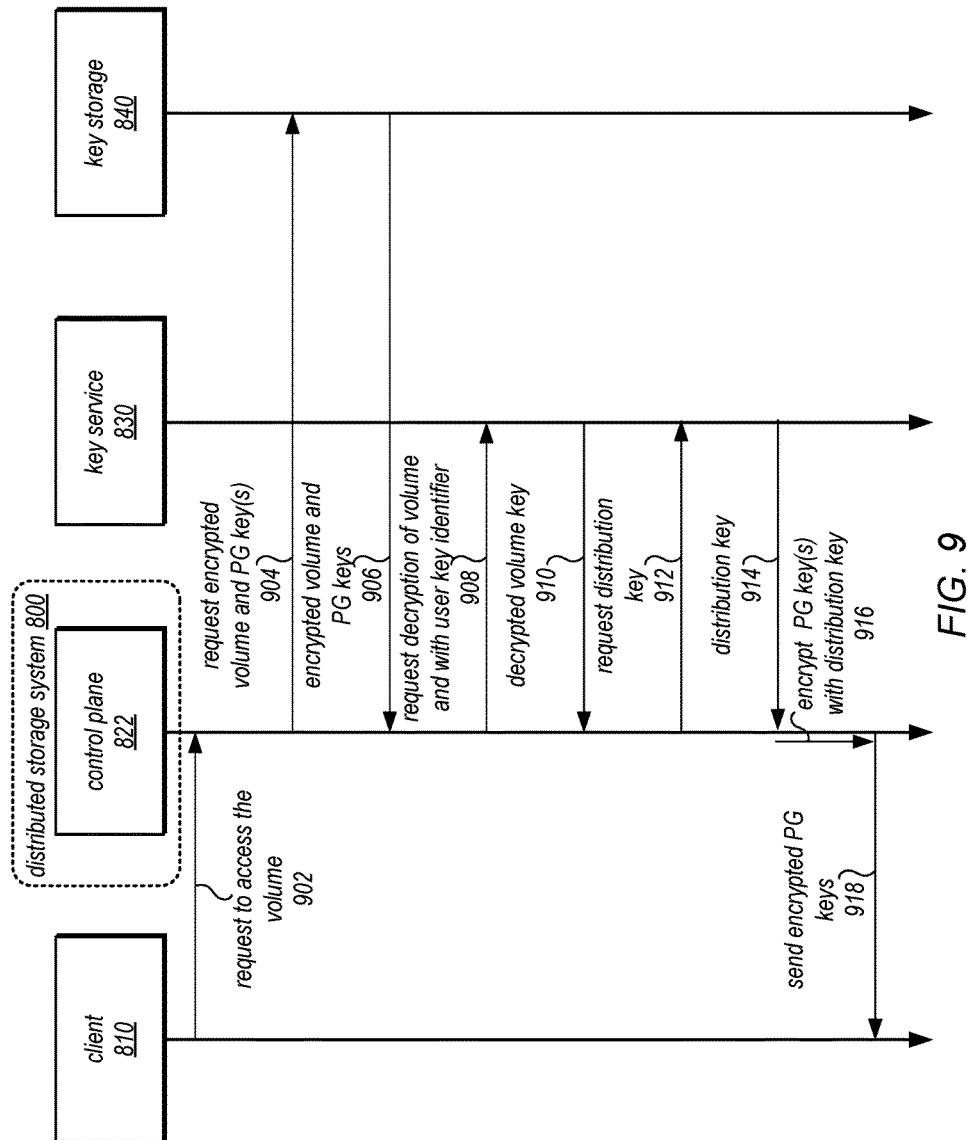 distributed storage system 800
client
810
control plane
822
key service
830
key storage
840
request to access the
volume
902
request encrypted
volume and PG key(s)
904
encrypted volume and
PG keys
906
request decryption of volume
and with user key identifier
908
decrypted volume key
910
request distribution
key
912
distribution key
914
encrypt PG key(s)
with distribution key
916
send encrypted PG
keys
918
FIG. 9